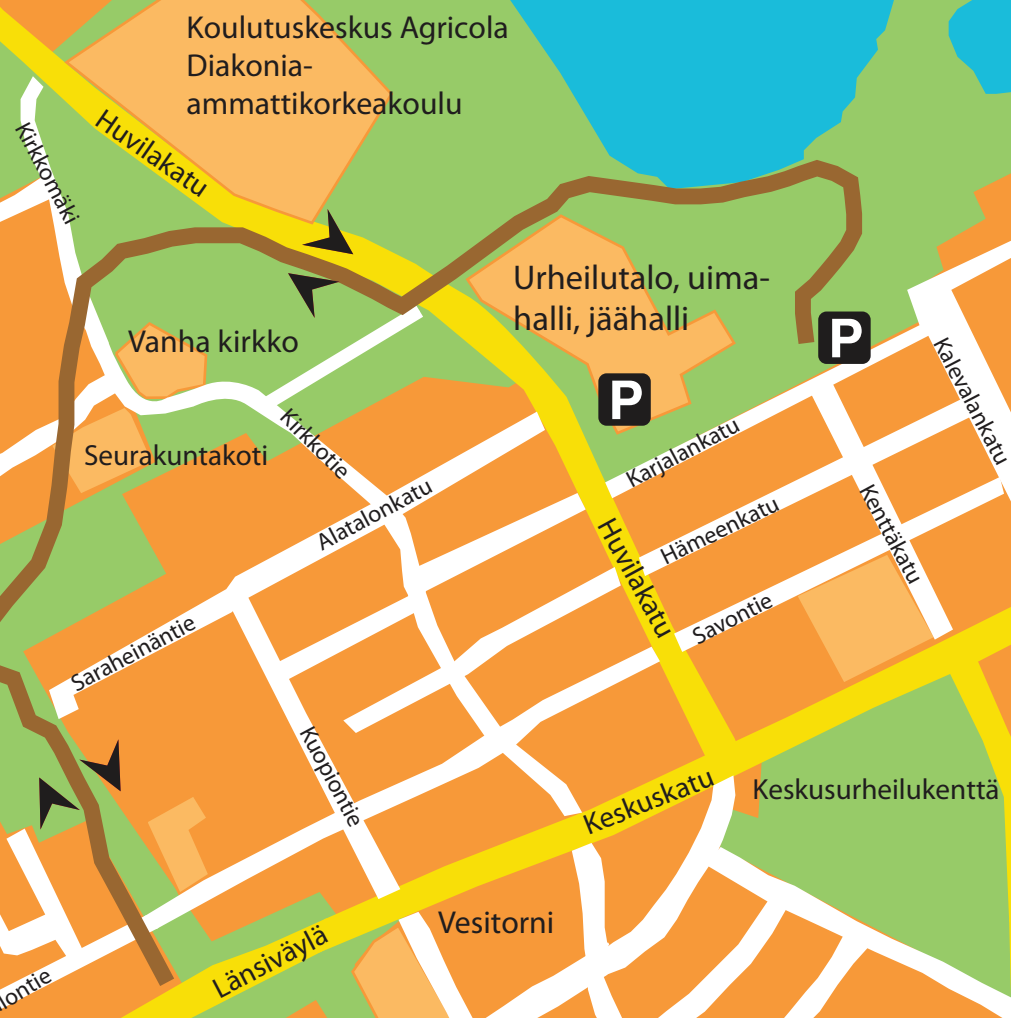 Koulutuskeskus Agricola
Diakonia-
ammattikorkeakoulu
Huvilakatu
Kirkkomäki
Urheilutalo, uima-
halli, jäähalli
Vanha kirkko
P
P
Kalevalankatu
Kirkkotie
Karjalankatu
Seurakuntakoti
Alatalonkatu
Hämeenkatu
Kenttäkatu
Huvilakatu
Savontie
Saraheinäntie
Kuopiontie
Keskuskatu
Keskusurheilukenttä
Vesitorni
Länsiväylä
lontie